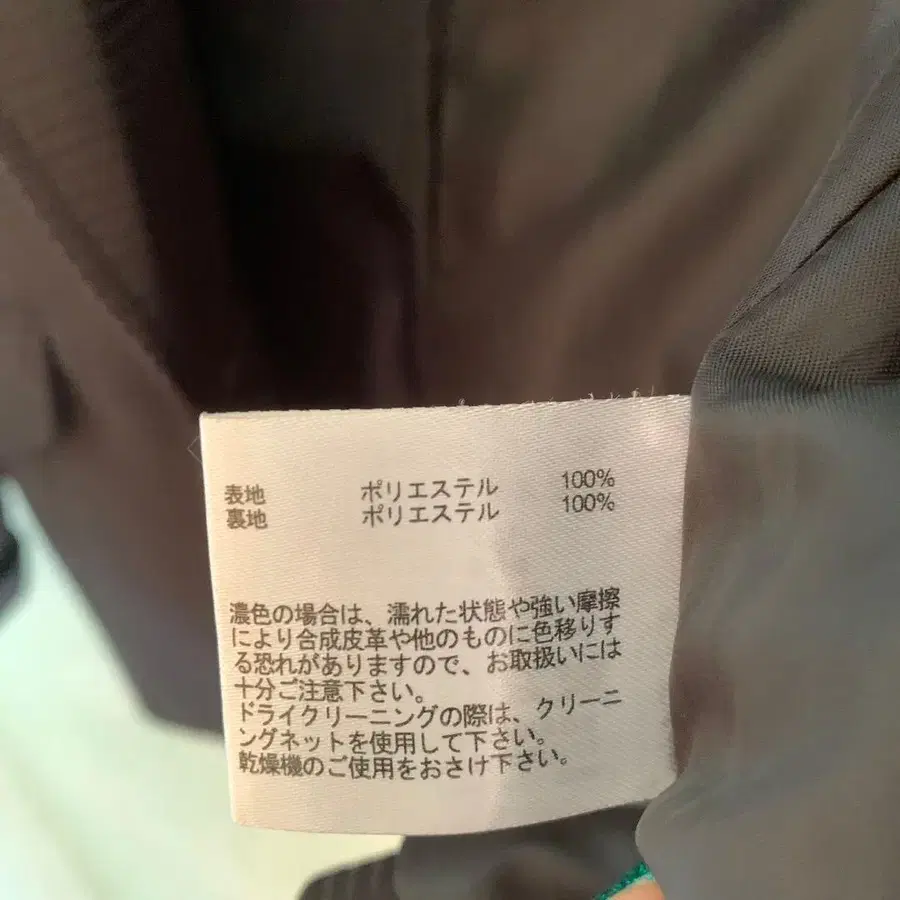 表地 ポリエステル 100%
裏地 ポリエステル 100%
濃色の場合は、濡れた状態や強い摩擦
により合成皮革や他のものに色移りす
る恐れがありますので、お取扱いには
十分ご注意下さい。
ドライクリーニングの際は、クリーニ
ングネットを使用して下さい。
乾燥機のご使用をおさけ下さい。